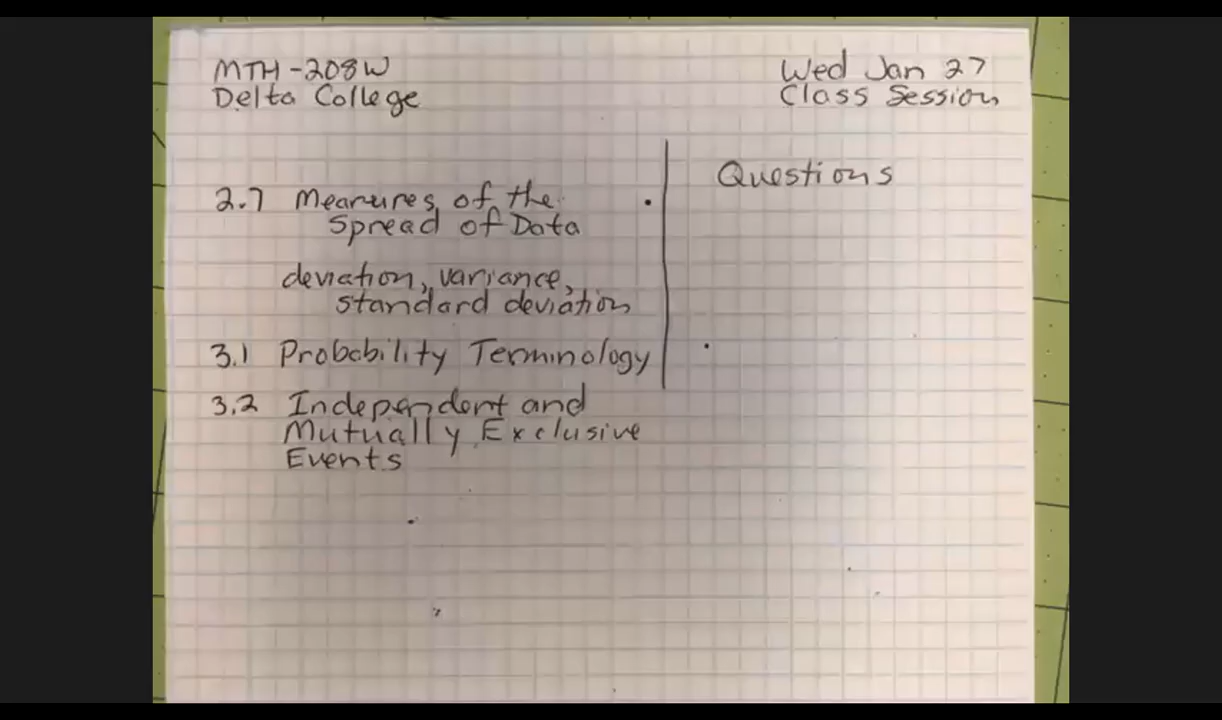 MTH-208W
Delta College
Wed Jan 27
Class Session
2.7 Measures of the
Spread of Data
deviation, variance,
standard deviation
3.1 Probability Terminology
3.2 Independent and
Mutually Exclusive
Events
Questions